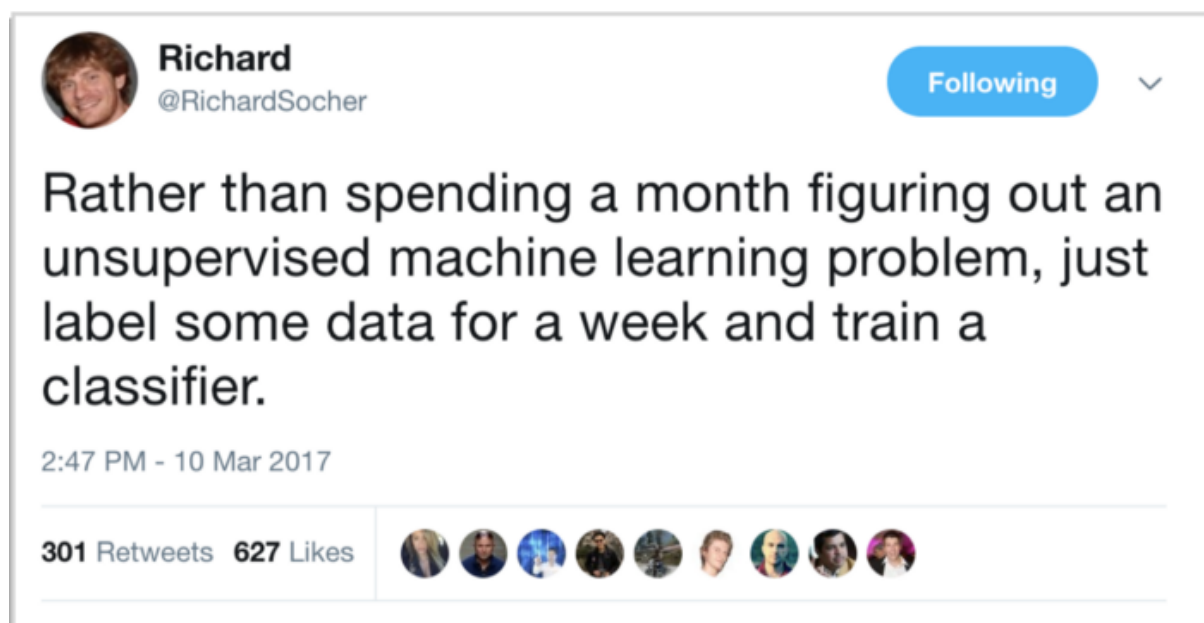 Richard
@RichardSocher
Following
Rather than spending a month figuring out an
unsupervised machine learning problem, just
label some data for a week and train a
classifier.
2:47 PM - 10 Mar 2017
301 Retweets 627 Likes